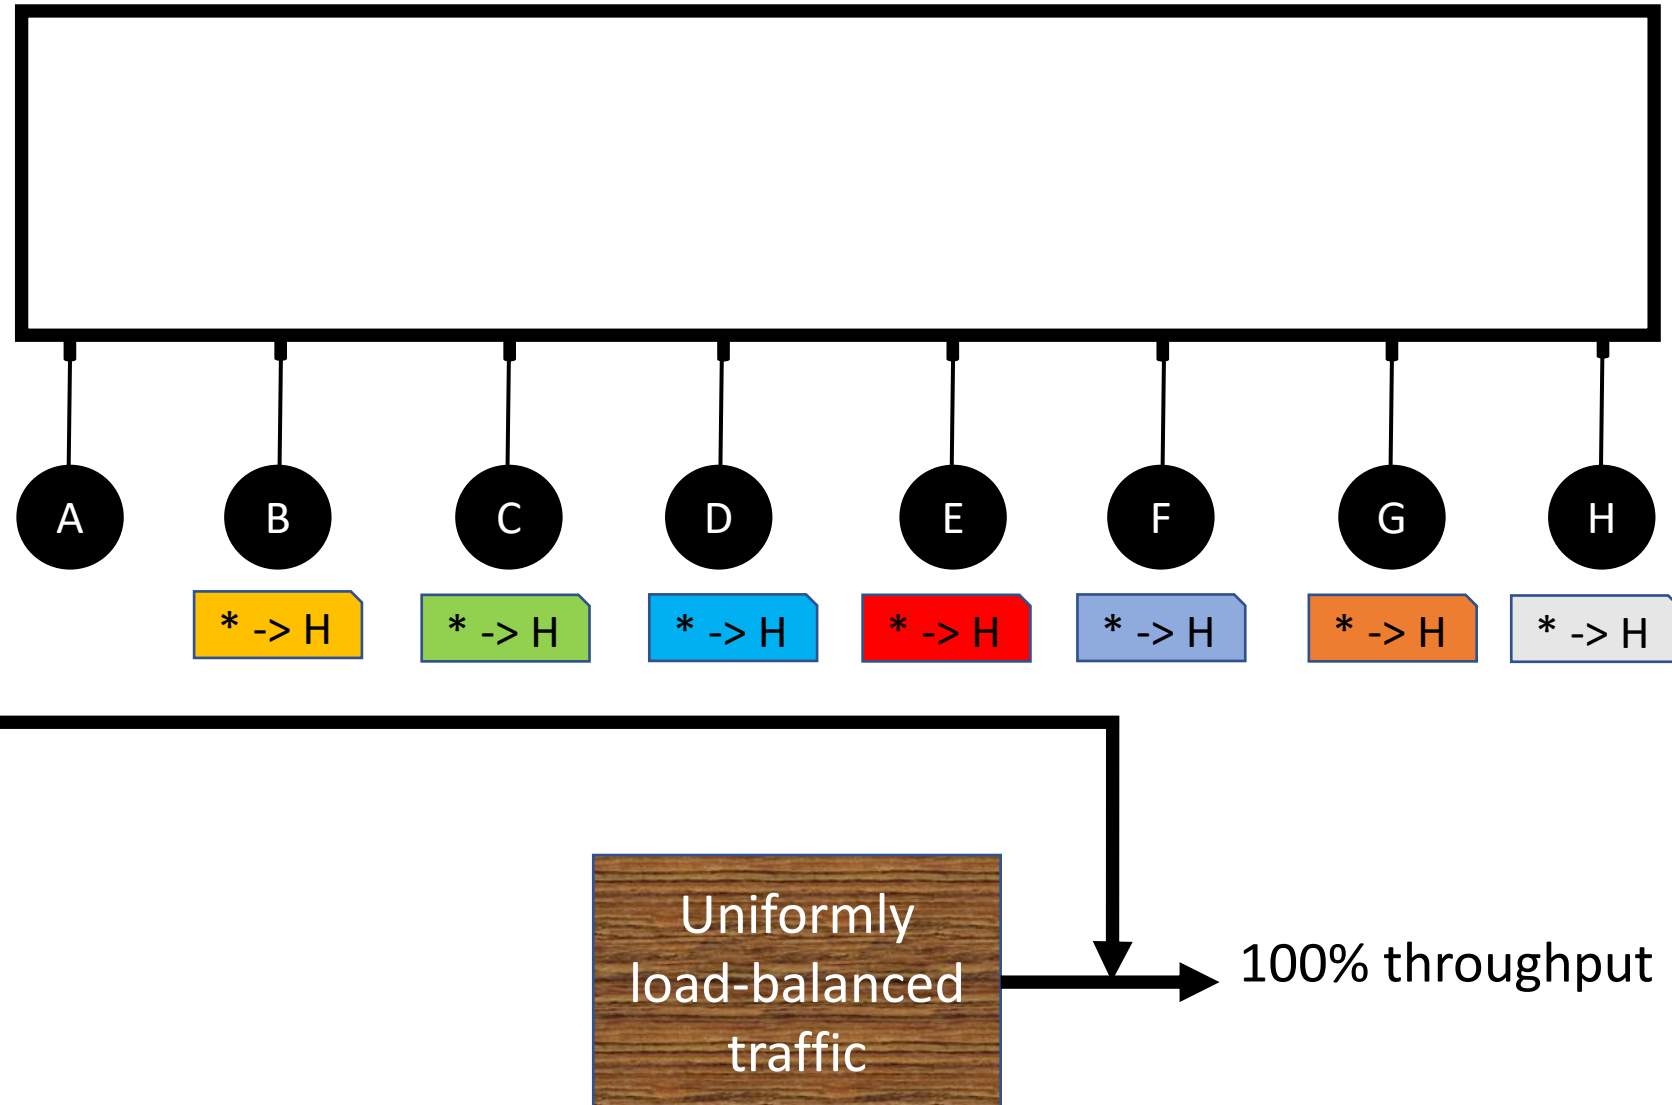 A B C D E F G H
* -> H * -> H * -> H * -> H * -> H * -> H * -> H
Uniformly
load-balanced
traffic
100% throughput